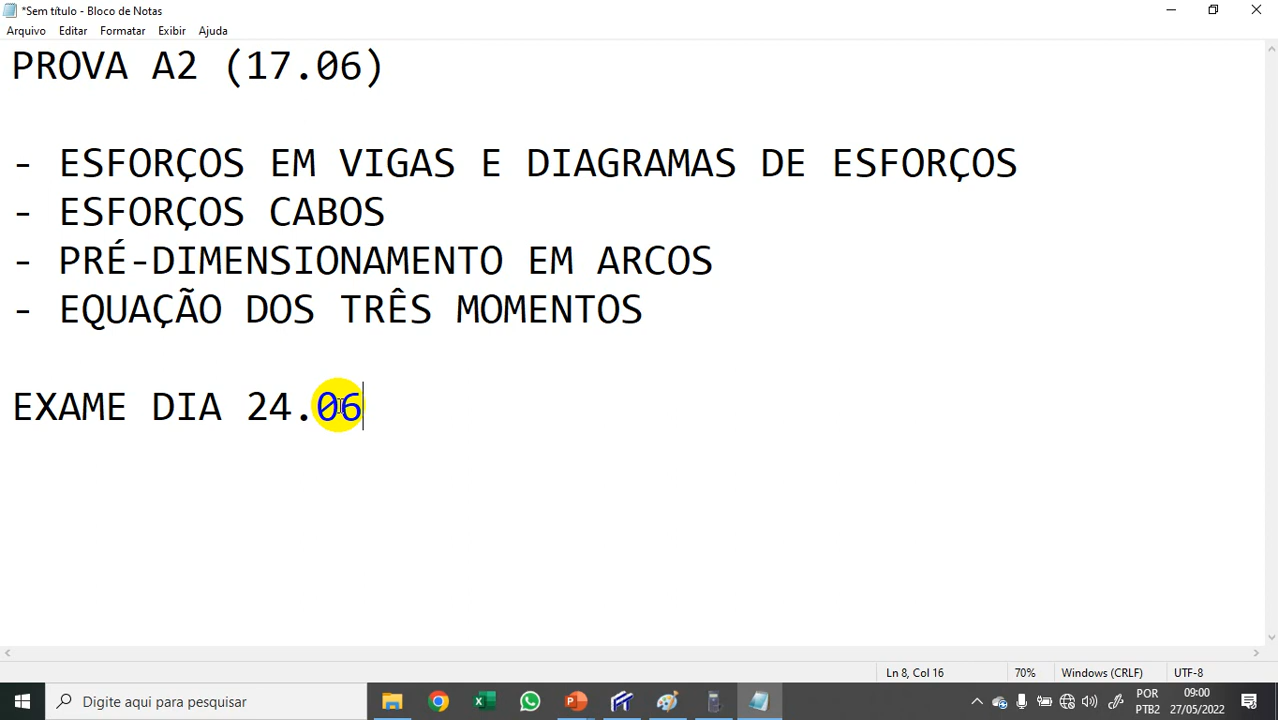 *Sem título - Bloco de Notas
Arquivo Editar Formatar Exibir Ajuda
PROVA A2 (17.06)
- ESFORÇOS EM VIGAS E DIAGRAMAS DE ESFORÇOS
- ESFORÇOS CABOS
- PRÉ-DIMENSIONAMENTO EM ARCOS
- EQUAÇÃO DOS TRÊS MOMENTOS
EXAME DIA 24.06
Ln 8, Col 16 70% Windows (CRLF) UTF-8
Digite aqui para pesquisar
POR
PTB2
09:00
27/05/2022